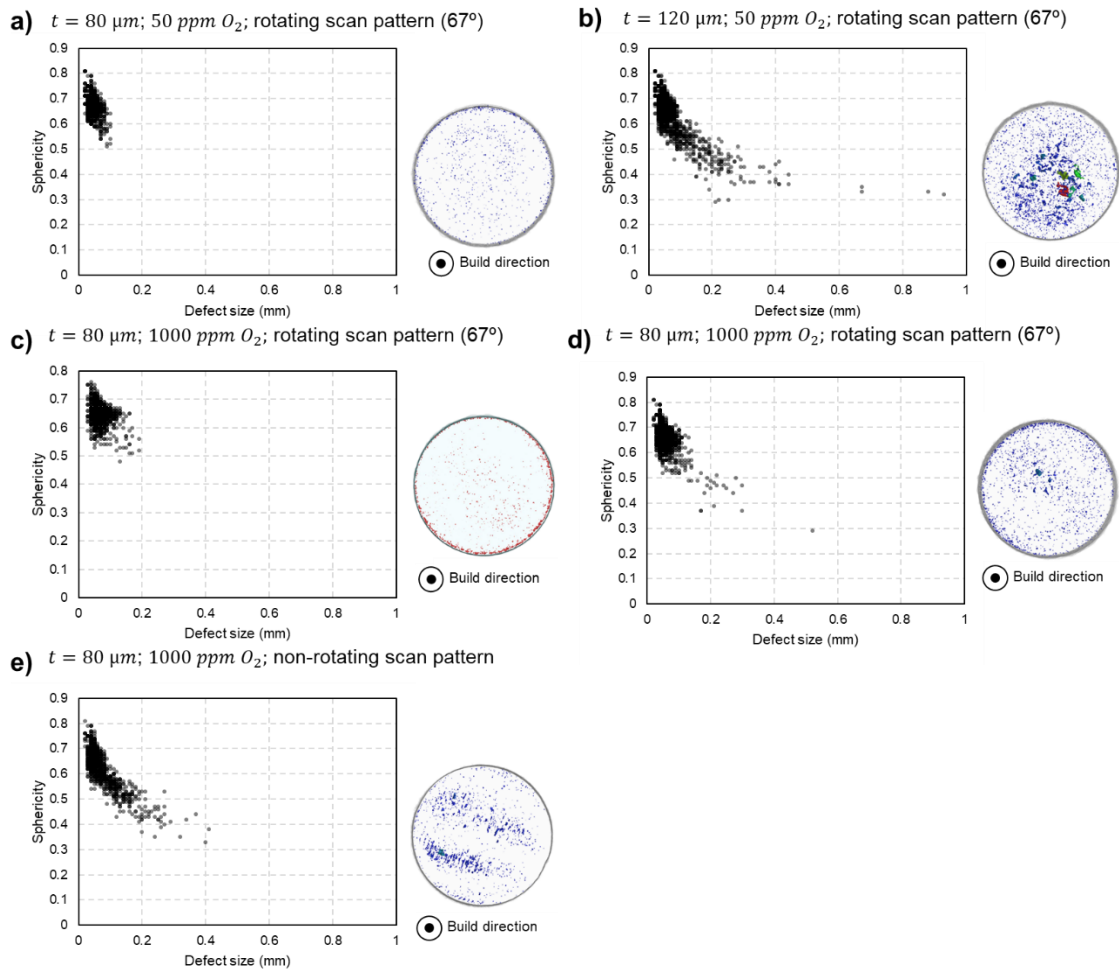 a) t = 80 μm; 50 ppm O₂; rotating scan pattern (67º)
0.9
0.8
0.7
0.6
0.5
0.4
0.3
0.2
0.1
0
Sphericity
0 0.2 0.4 0.6 0.8 1
Defect size (mm)
Build direction
b) t = 120 μm; 50 ppm O₂; rotating scan pattern (67º)
0.9
0.8
0.7
0.6
0.5
0.4
0.3
0.2
0.1
0
Sphericity
0 0.2 0.4 0.6 0.8 1
Defect size (mm)
Build direction
c) t = 80 μm; 1000 ppm O₂; rotating scan pattern (67º)
0.8
0.7
0.6
0.5
0.4
0.3
0.2
0.1
0
Sphericity
0 0.2 0.4 0.6 0.8 1
Defect size (mm)
Build direction
d) t = 80 μm; 1000 ppm O₂; rotating scan pattern (67º)
0.9
0.8
0.7
0.6
0.5
0.4
0.3
0.2
0.1
0
Sphericity
0 0.2 0.4 0.6 0.8 1
Defect size (mm)
Build direction
e) t = 80 μm; 1000 ppm O₂; non-rotating scan pattern
0.9
0.8
0.7
0.6
0.5
0.4
0.3
0.2
0.1
0
Sphericity
0 0.2 0.4 0.6 0.8 1
Defect size (mm)
Build direction